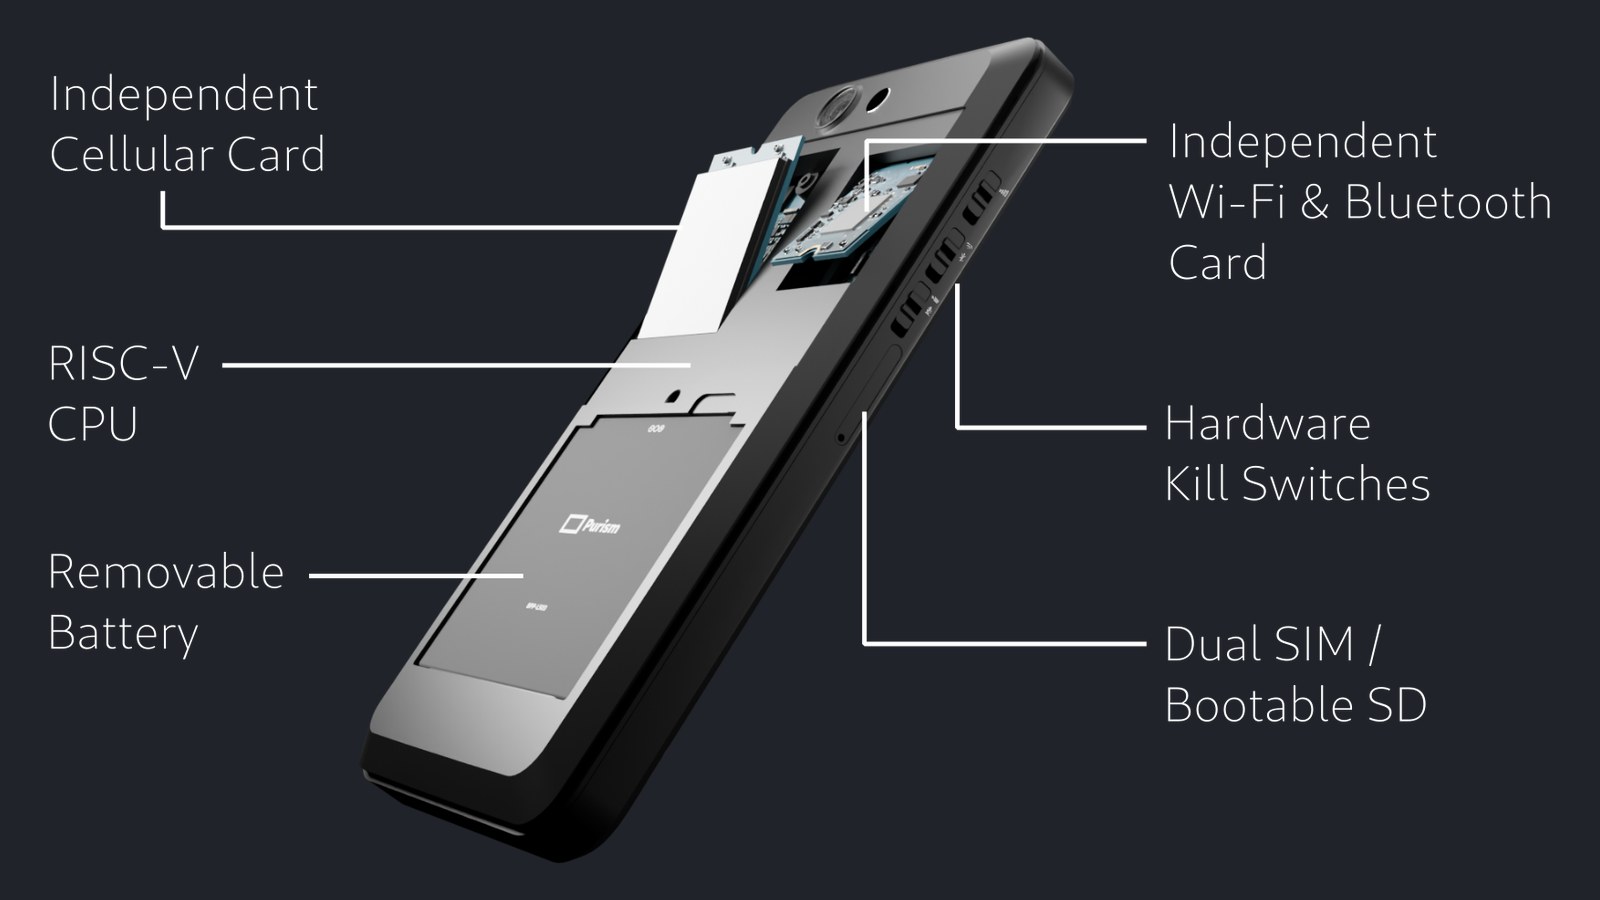 Independent
Cellular Card
RISC-V
CPU
Removable
Battery
Purism
Independent
Wi-Fi & Bluetooth
Card
Hardware
Kill Switches
Dual SIM /
Bootable SD